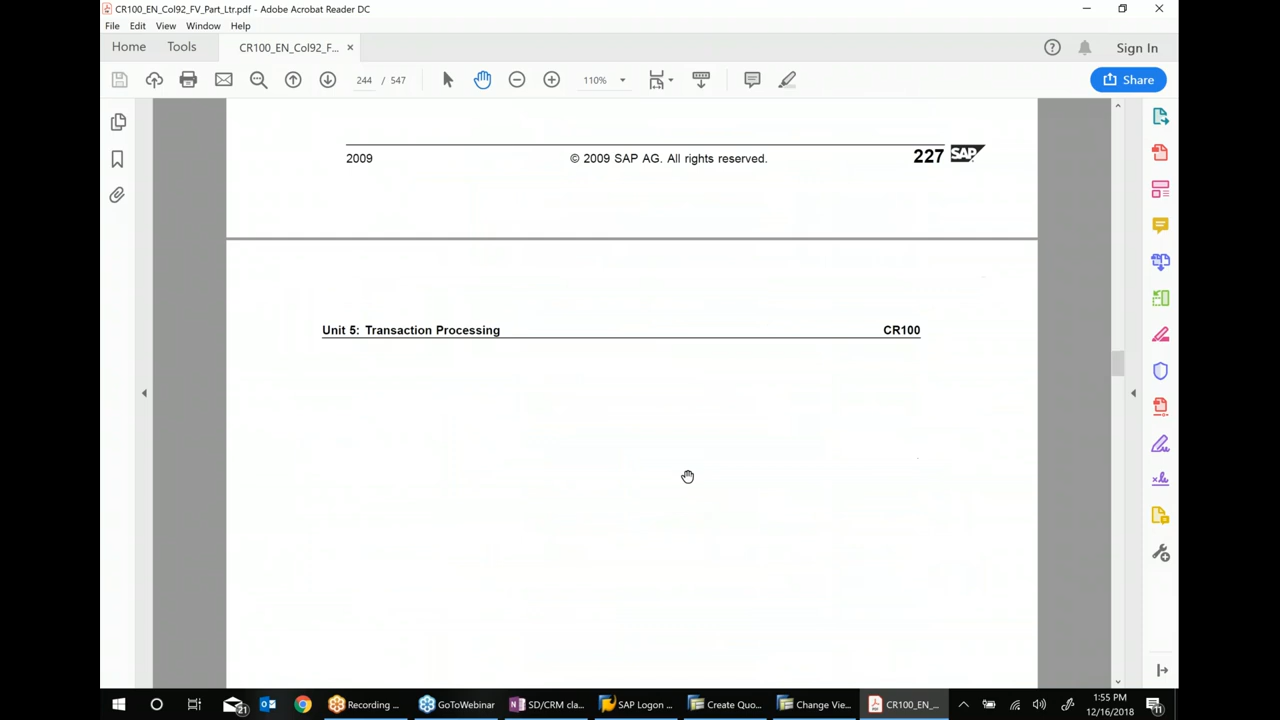 CR100_EN_Col92_FV_Part_Ltr.pdf - Adobe Acrobat Reader DC
File Edit View Window Help
Home Tools CR100_EN_Col92_F... × Sign In
244 / 547 110% Share
2009 © 2009 SAP AG. All rights reserved. 227 SAP
Unit 5: Transaction Processing CR100
21 Recording ... GoToWebinar SD/CRM cla... SAP Logon ... Create Quo... Change Vie... CR100_EN_... 1:55 PM
12/16/2018 11